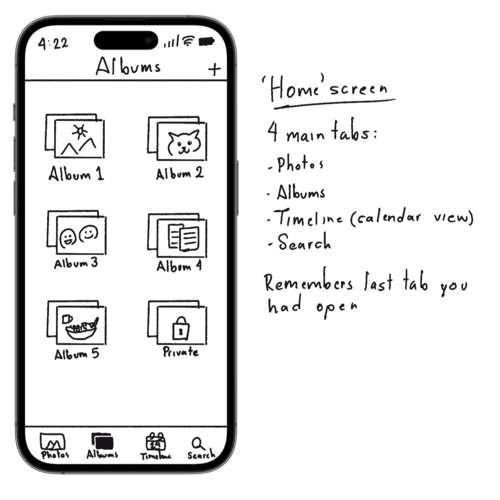 4:22
Albums +
Album 1
Album 2
Album 3
Album 4
Album 5
Private
Photos
Albums
Timeline
Search
'Home' screen
4 main tabs:
- Photos
- Albums
- Timeline (calendar view)
- Search
Remembers last tab you
had open